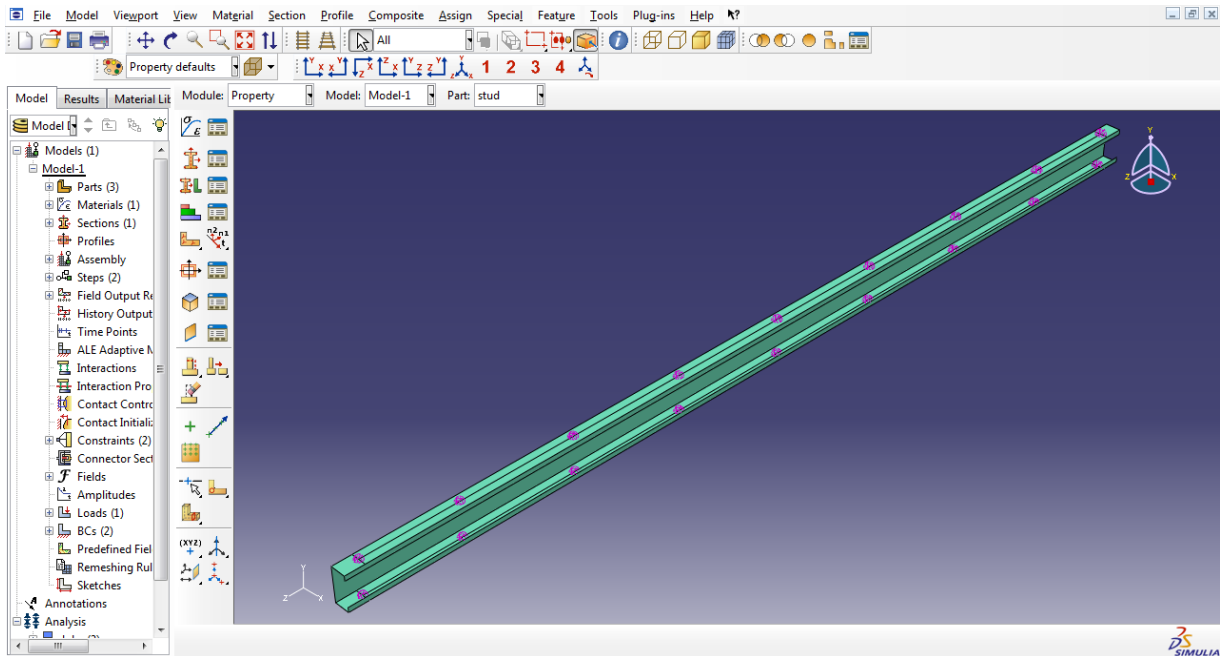 File Model Viewport View Material Section Profile Composite Assign Special Feature Tools Plug-ins Help
All
Property defaults
1 2 3 4
Model Results Material Lib
Module: Property Model: Model-1 Part: stud
Model D
Models (1)
Model-1
Parts (3)
Materials (1)
Sections (1)
Profiles
Assembly
Steps (2)
Field Output Re
History Output
Time Points
ALE Adaptive M
Interactions
Interaction Pro
Contact Contro
Contact Initializ
Constraints (2)
Connector Sect
Fields
Amplitudes
Loads (1)
BCs (2)
Predefined Fiel
Remeshing Rul
Sketches
Annotations
Analysis
(XYZ)
Y
Z X
Y
Z X
SIMULIA